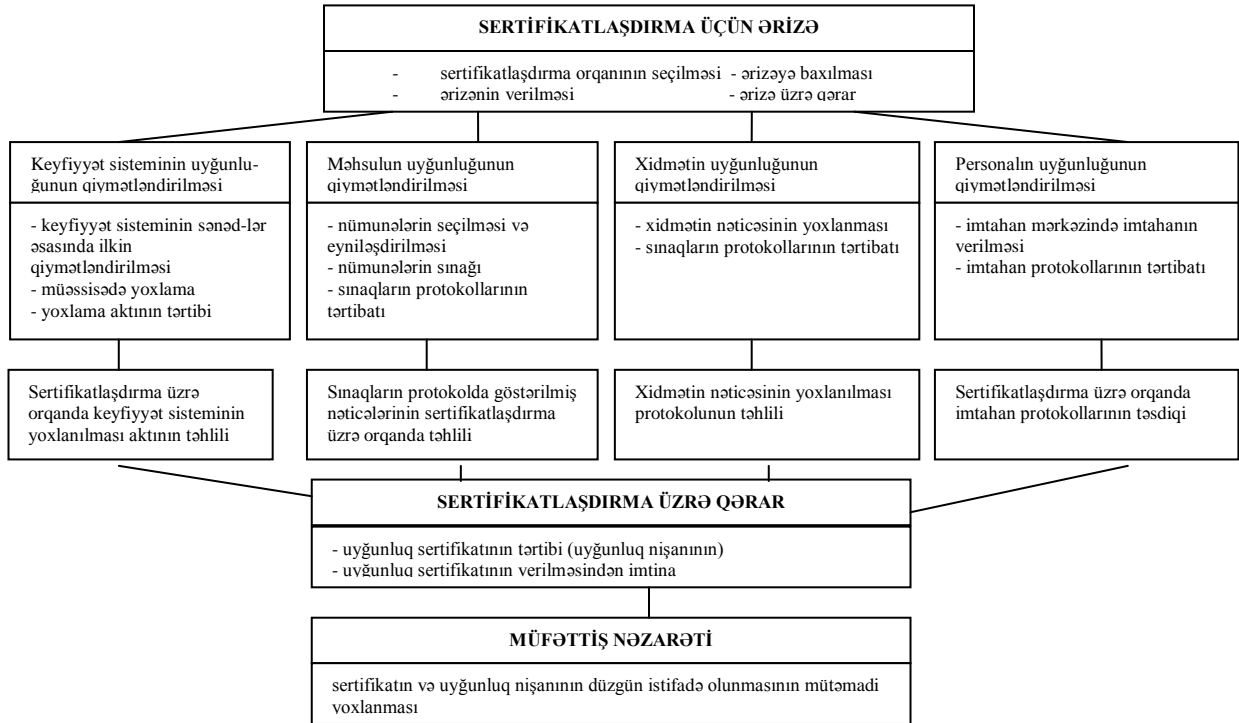 SERTİFİKATLAŞDIRMA ÜÇÜN ƏRİZƏ
- sertifikatlaşdırma orqanının seçilməsi - ərizəyə baxılması
- ərizənin verilməsi - ərizə üzrə qərar
Keyfiyyət sisteminin uyğunlu-
ğunun qiymətləndirilməsi
- keyfiyyət sisteminin sənəd-lər
əsasında ilkin
qiymətləndirilməsi
- müəssisədə yoxlama
- yoxlama aktının tərtibi
Sertifikatlaşdırma üzrə
orqanda keyfiyyət sisteminin
yoxlanılması aktının təhlili
Məhsulun uyğunluğunun
qiymətləndirilməsi
- nümunələrin seçilməsi və
eyniləşdirilməsi
- nümunələrin sınağı
- sınaqların protokollarının
tərtibatı
Sınaqların protokolda göstərilmiş
nəticələrinin sertifikatlaşdırma
üzrə orqanda təhlili
Xidmətin uyğunluğunun
qiymətləndirilməsi
- xidmətin nəticəsinin yoxlanması
- sınaqların protokollarının tərtibatı
Xidmətin nəticəsinin yoxlanılması
protokolunun təhlili
Personalın uyğunluğunun
qiymətləndirilməsi
- imtahan mərkəzində imtahanın
verilməsi
- imtahan protokollarının tərtibatı
Sertifikatlaşdırma üzrə orqanda
imtahan protokollarının təsdiqi
SERTİFİKATLAŞDIRMA ÜZRƏ QƏRAR
- uyğunluq sertifikatının tərtibi (uyğunluq nişanının)
- uyğunluq sertifikatının verilməsindən imtina
MÜFƏTTİŞ NƏZARƏTİ
sertifikatın və uyğunluq nişanının düzgün istifadə olunmasının mütəmadi
yoxlanması